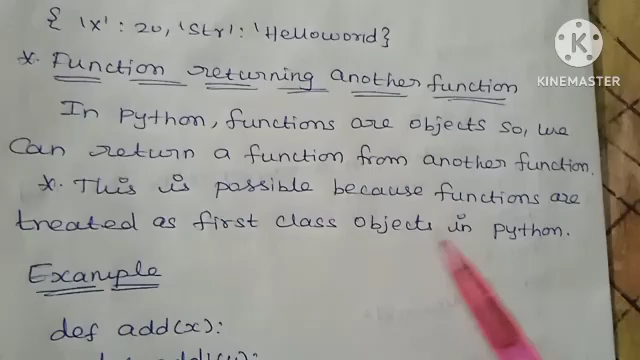 { 'x' : 20, 'Str' : 'Helloworld}
* Function returning another function
In Python, functions are objects so, we
can return a function from another function.
* This is possible because functions are
treated as first class objects in python.
Example
def add(x):
K
KINEMASTER